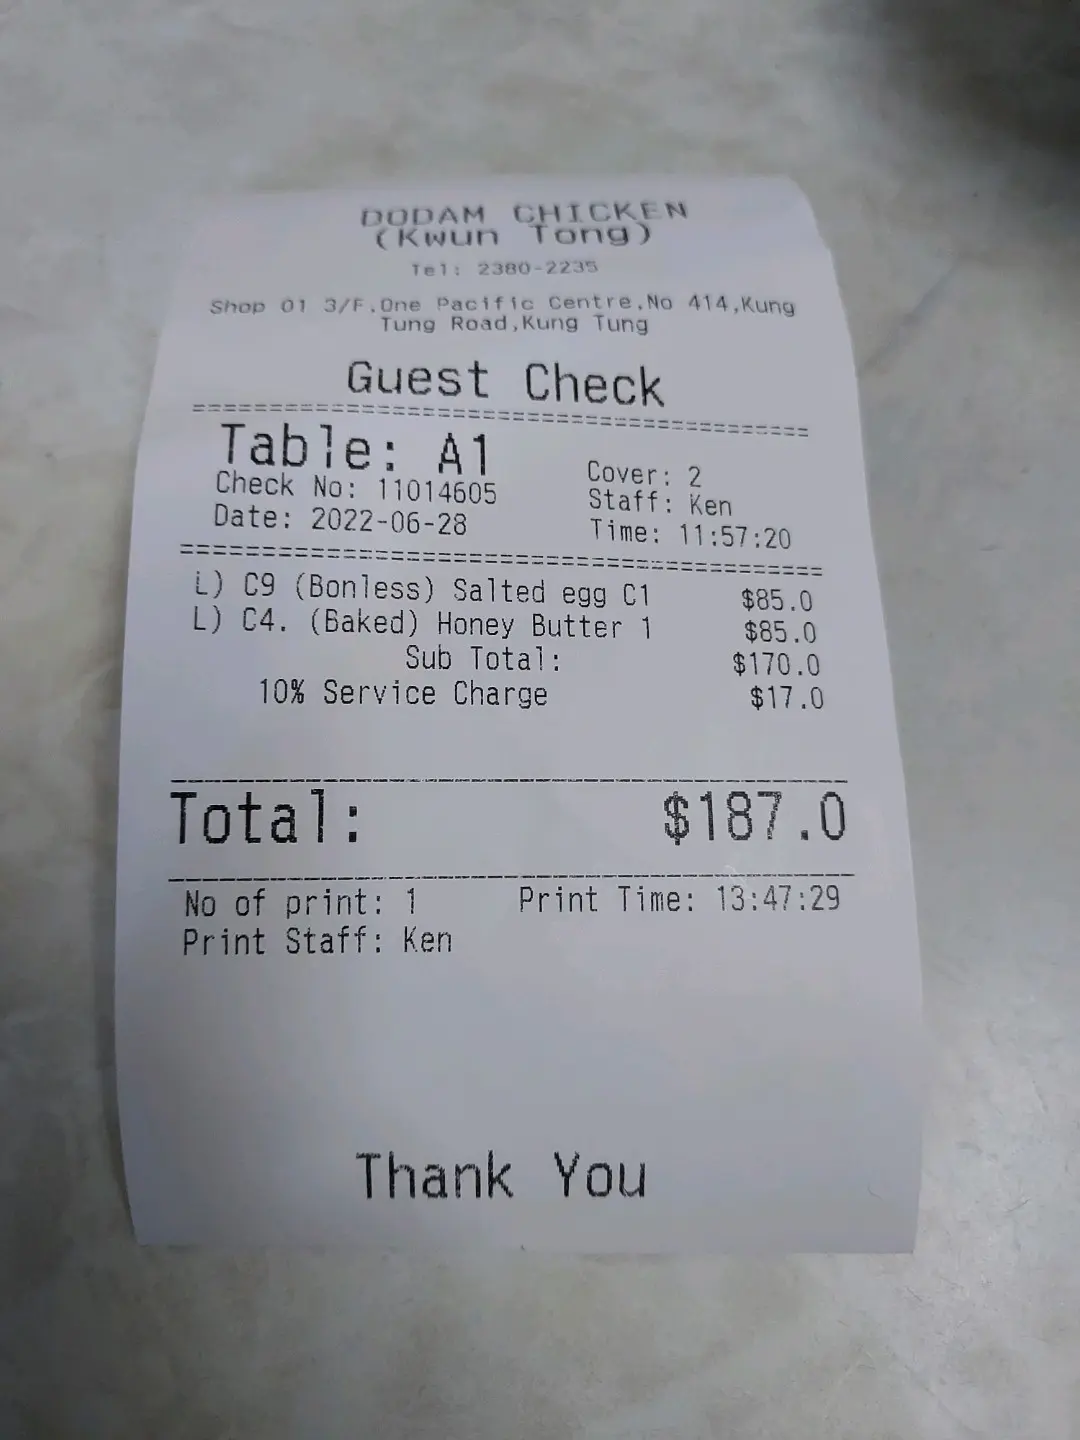 DODAM CHICKEN
(Kwun Tong)
Tel: 2380-2235
Shop 01 3/F,One Pacific Centre,No 414,Kung
Tung Road,Kung Tung
Guest Check
Table: A1
Cover: 2
Check No: 11014605
Staff: Ken
Date: 2022-06-28
Time: 11:57:20
L) C9 (Bonless) Salted egg C1 $85.0
L) C4. (Baked) Honey Butter 1 $85.0
Sub Total: $170.0
10% Service Charge $17.0
Total: $187.0
No of print: 1 Print Time: 13:47:29
Print Staff: Ken
Thank You